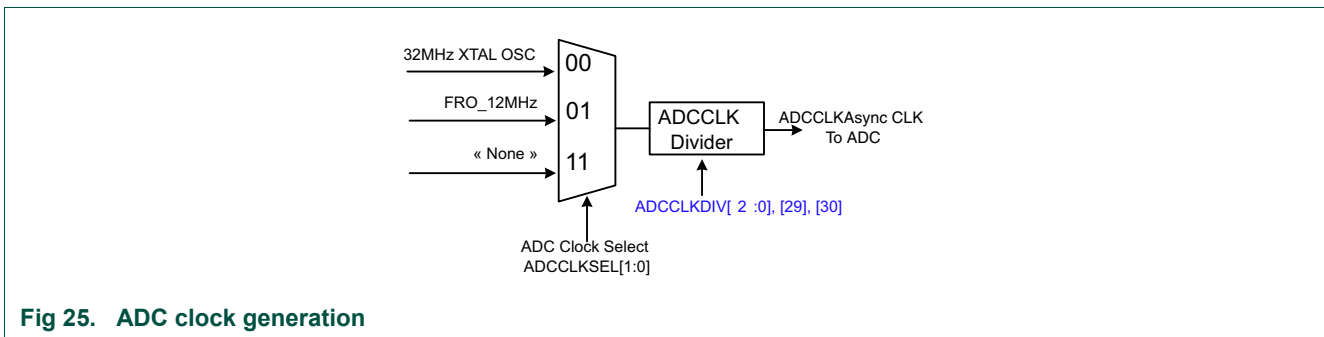 32MHz XTAL OSC
00
FRO_12MHz
01
« None »
11
ADCCLK
Divider
ADCCLKAsync CLK
To ADC
ADCCLKDIV[ 2 :0], [29], [30]
ADC Clock Select
ADCCLKSEL[1:0]
Fig 25. ADC clock generation